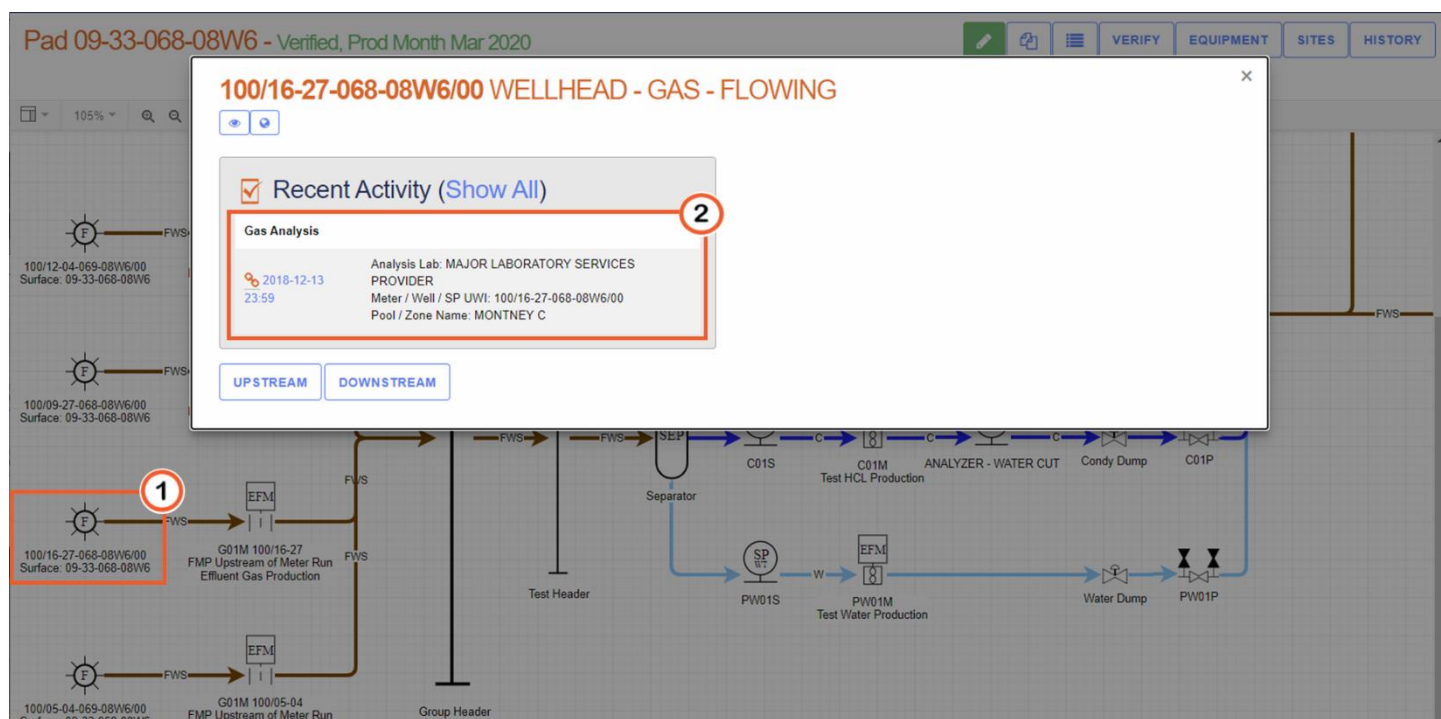 Pad 09-33-068-08W6 - Verified, Prod Month Mar 2020
VERIFY
EQUIPMENT
SITES
HISTORY
105%
100/16-27-068-08W6/00 WELLHEAD - GAS - FLOWING
×
Recent Activity (Show All)
2
Gas Analysis
2018-12-13
23:59
Analysis Lab: MAJOR LABORATORY SERVICES
PROVIDER
Meter / Well / SP UWI: 100/16-27-068-08W6/00
Pool / Zone Name: MONTNEY C
UPSTREAM
DOWNSTREAM
F
FWS
100/12-04-069-08W6/00
Surface: 09-33-068-08W6
FWS
F
FWS
100/09-27-068-08W6/00
Surface: 09-33-068-08W6
FWS
FWS
SEP
C
C
C
Separator
C01S
C01M
Test HCL Production
ANALYZER - WATER CUT
Condy Dump
C01P
1
F
FWS
EFM
FWS
100/16-27-068-08W6/00
Surface: 09-33-068-08W6
G01M 100/16-27
FMP Upstream of Meter Run
Effluent Gas Production
FWS
Test Header
SP
WT
W
EFM
PW01S
PW01M
Test Water Production
Water Dump
PW01P
F
FWS
EFM
100/05-04-069-08W6/00
G01M 100/05-04
FMP Upstream of Meter Run
Group Header